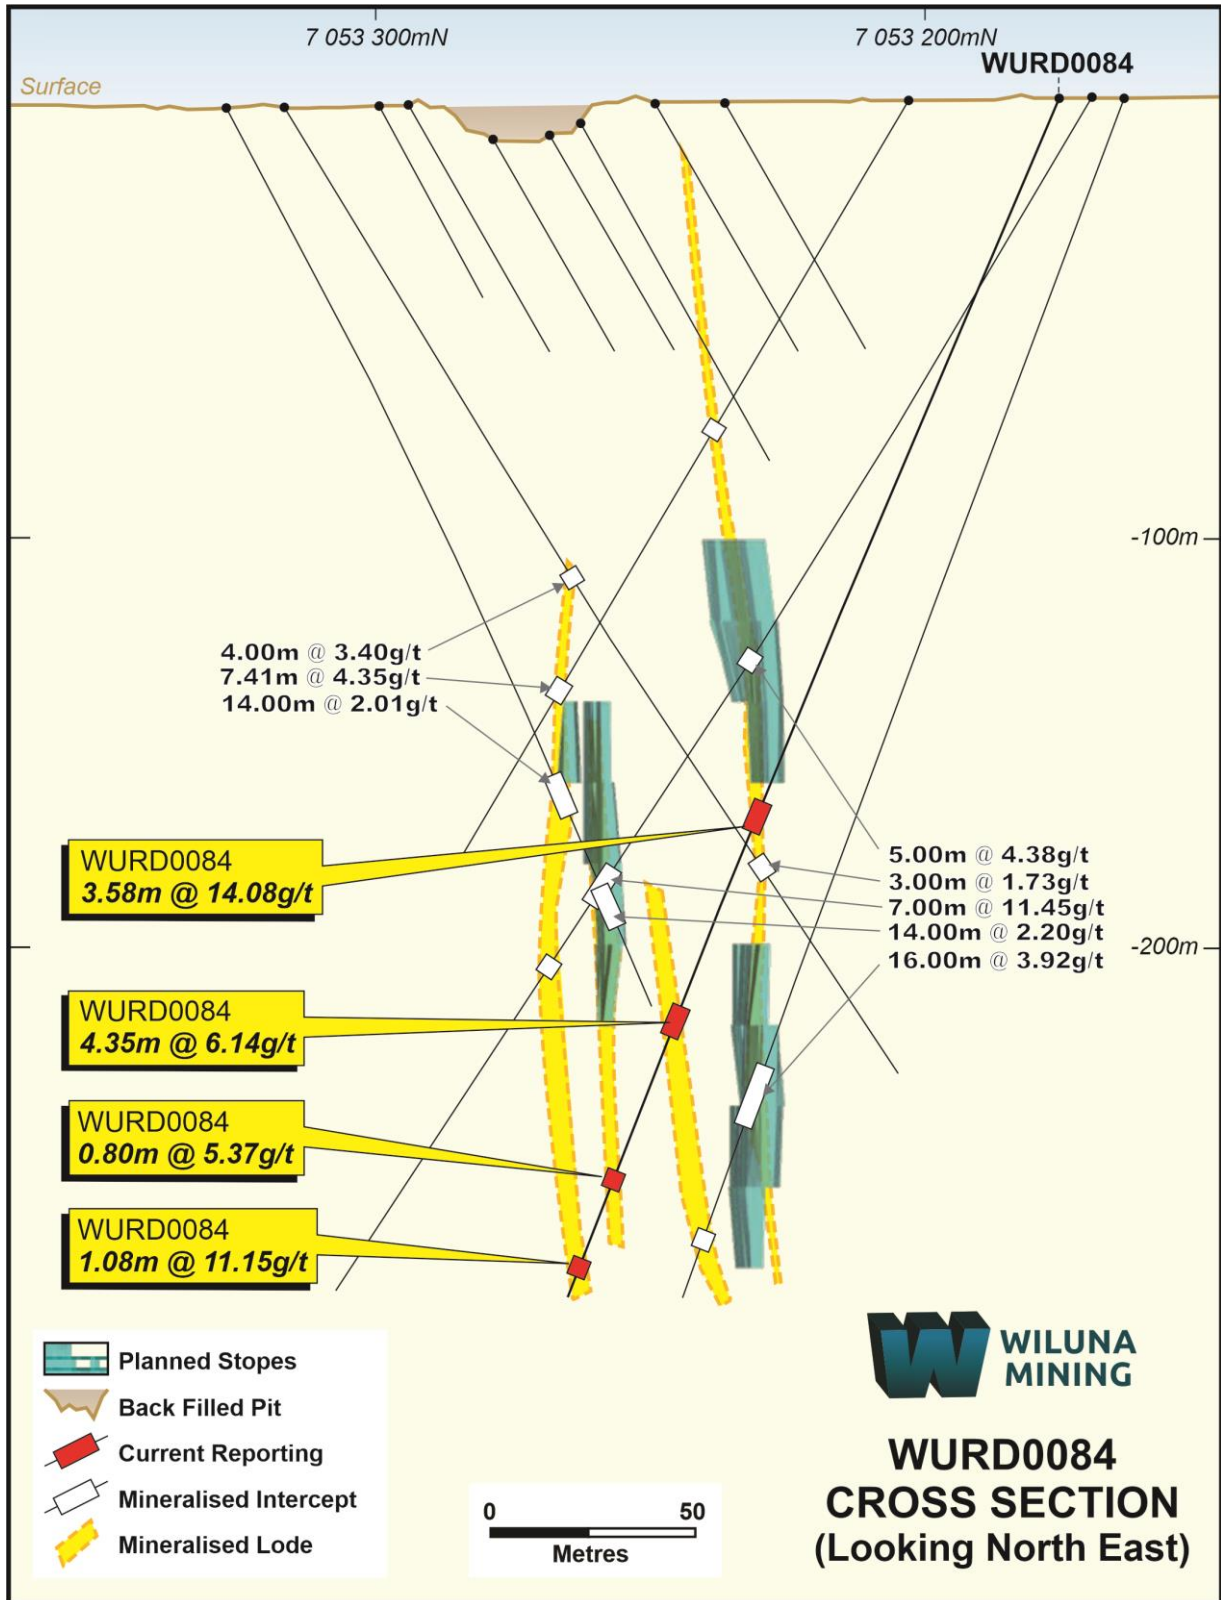 7 053 300mN
7 053 200mN
WURD0084
Surface
-100m
4.00m @ 3.40g/t
7.41m @ 4.35g/t
14.00m @ 2.01g/t
WURD0084
3.58m @ 14.08g/t
5.00m @ 4.38g/t
3.00m @ 1.73g/t
7.00m @ 11.45g/t
14.00m @ 2.20g/t
16.00m @ 3.92g/t
-200m
WURD0084
4.35m @ 6.14g/t
WURD0084
0.80m @ 5.37g/t
WURD0084
1.08m @ 11.15g/t
Planned Stopes
Back Filled Pit
Current Reporting
Mineralised Intercept
Mineralised Lode
0 50
Metres
WILUNA
MINING
WURD0084
CROSS SECTION
(Looking North East)